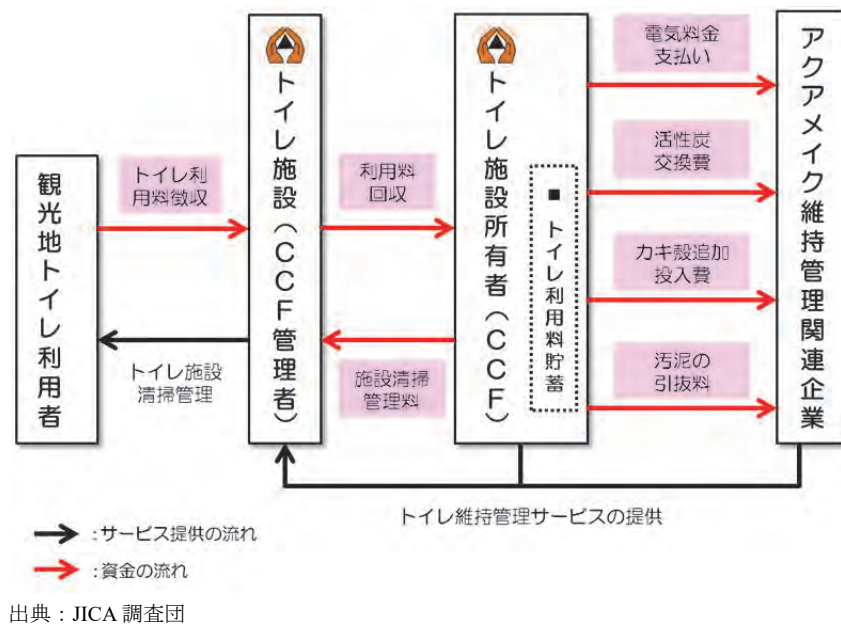 観光地トイレ利用者
トイレ利
用料徴収
トイレ施設
清掃管理
トイレ施設(CCF管理者)
利用料
回収
施設清掃
管理料
トイレ施設所有者(CCF)
■ トイレ利用料貯蓄
電気料金
支払い
活性炭
交換費
カキ殻追加
投入費
汚泥の
引抜料
アクアメイク維持管理関連企業
トイレ維持管理サービスの提供
:サービス提供の流れ
:資金の流れ
出典:JICA 調査団